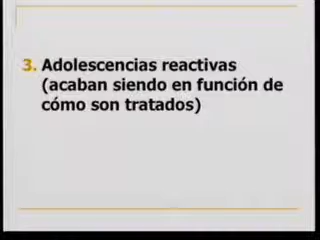 3. Adolescencias reactivas
(acaban siendo en función de
cómo son tratados)